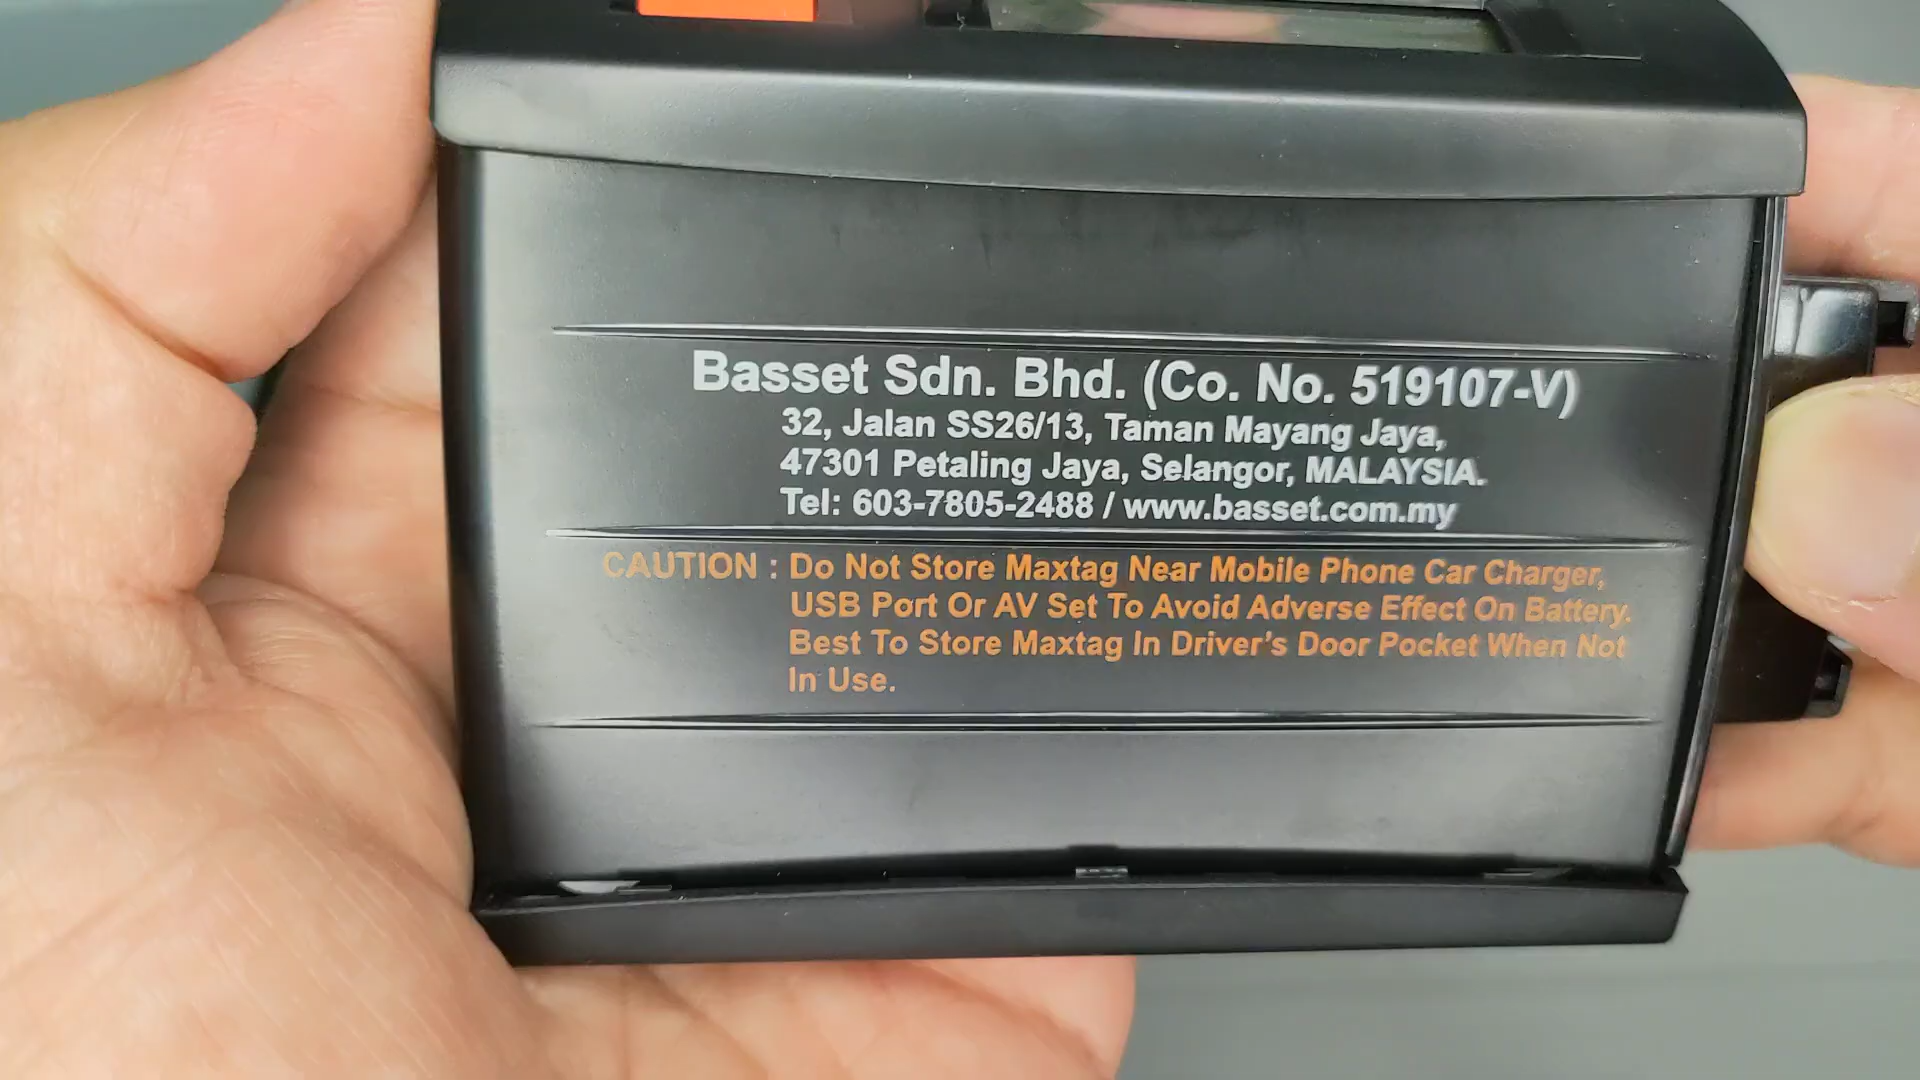 Basset Sdn. Bhd. (Co. No. 519107-V)
32, Jalan SS26/13, Taman Mayang Jaya,
47301 Petaling Jaya, Selangor, MALAYSIA.
Tel: 603-7805-2488 / www.basset.com.my
CAUTION : Do Not Store Maxtag Near Mobile Phone Car Charger,
USB Port Or AV Set To Avoid Adverse Effect On Battery.
Best To Store Maxtag In Driver's Door Pocket When Not
In Use.